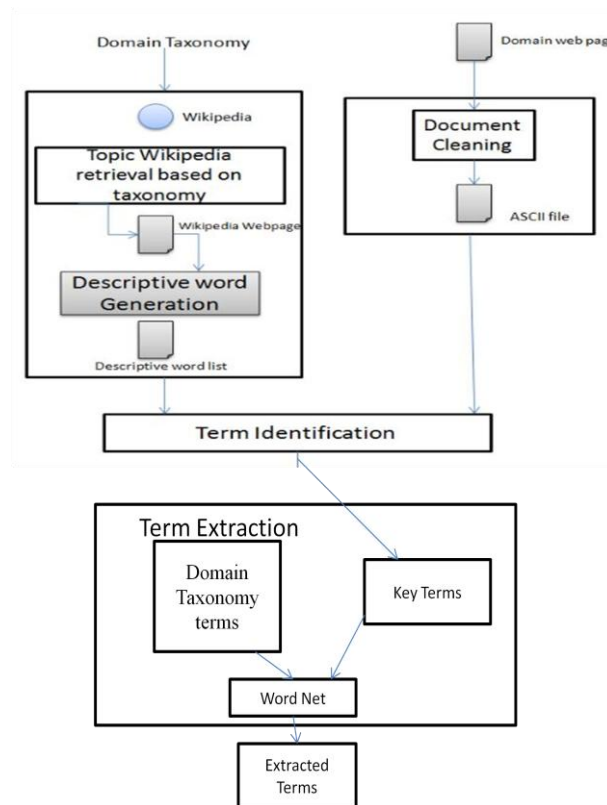 Domain Taxonomy
Wikipedia
Topic Wikipedia
retrieval based on
taxonomy
Wikipedia Webpage
Descriptive word
Generation
Descriptive word list
Domain web pag
Document
Cleaning
ASCII file
Term Identification
Term Extraction
Domain
Taxonomy
terms
Key Terms
Word Net
Extracted
Terms